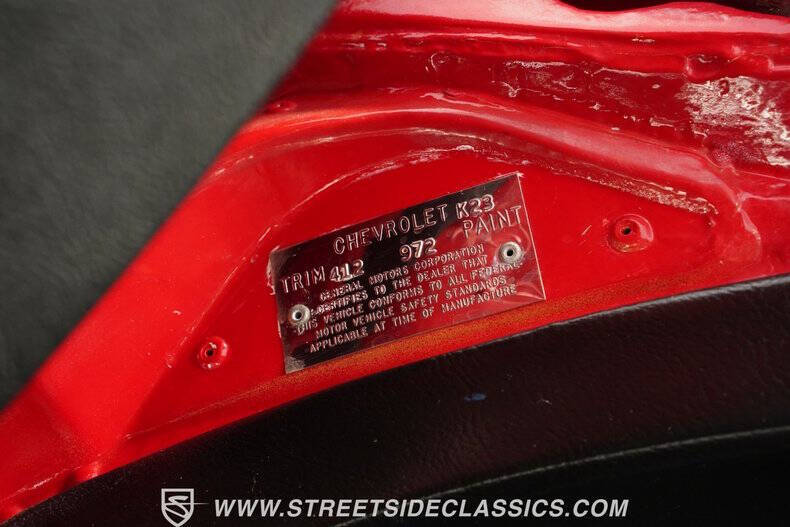 CHEVROLET K23
TRIM 412 972 PAINT
GENERAL MOTORS CORPORATION
CERTIFIES TO THE DEALER THAT
THIS VEHICLE CONFORMS TO ALL FEDERAL
MOTOR VEHICLE SAFETY STANDARDS
APPLICABLE AT TIME OF MANUFACTURE
WWW.STREETSIDECLASSICS.COM